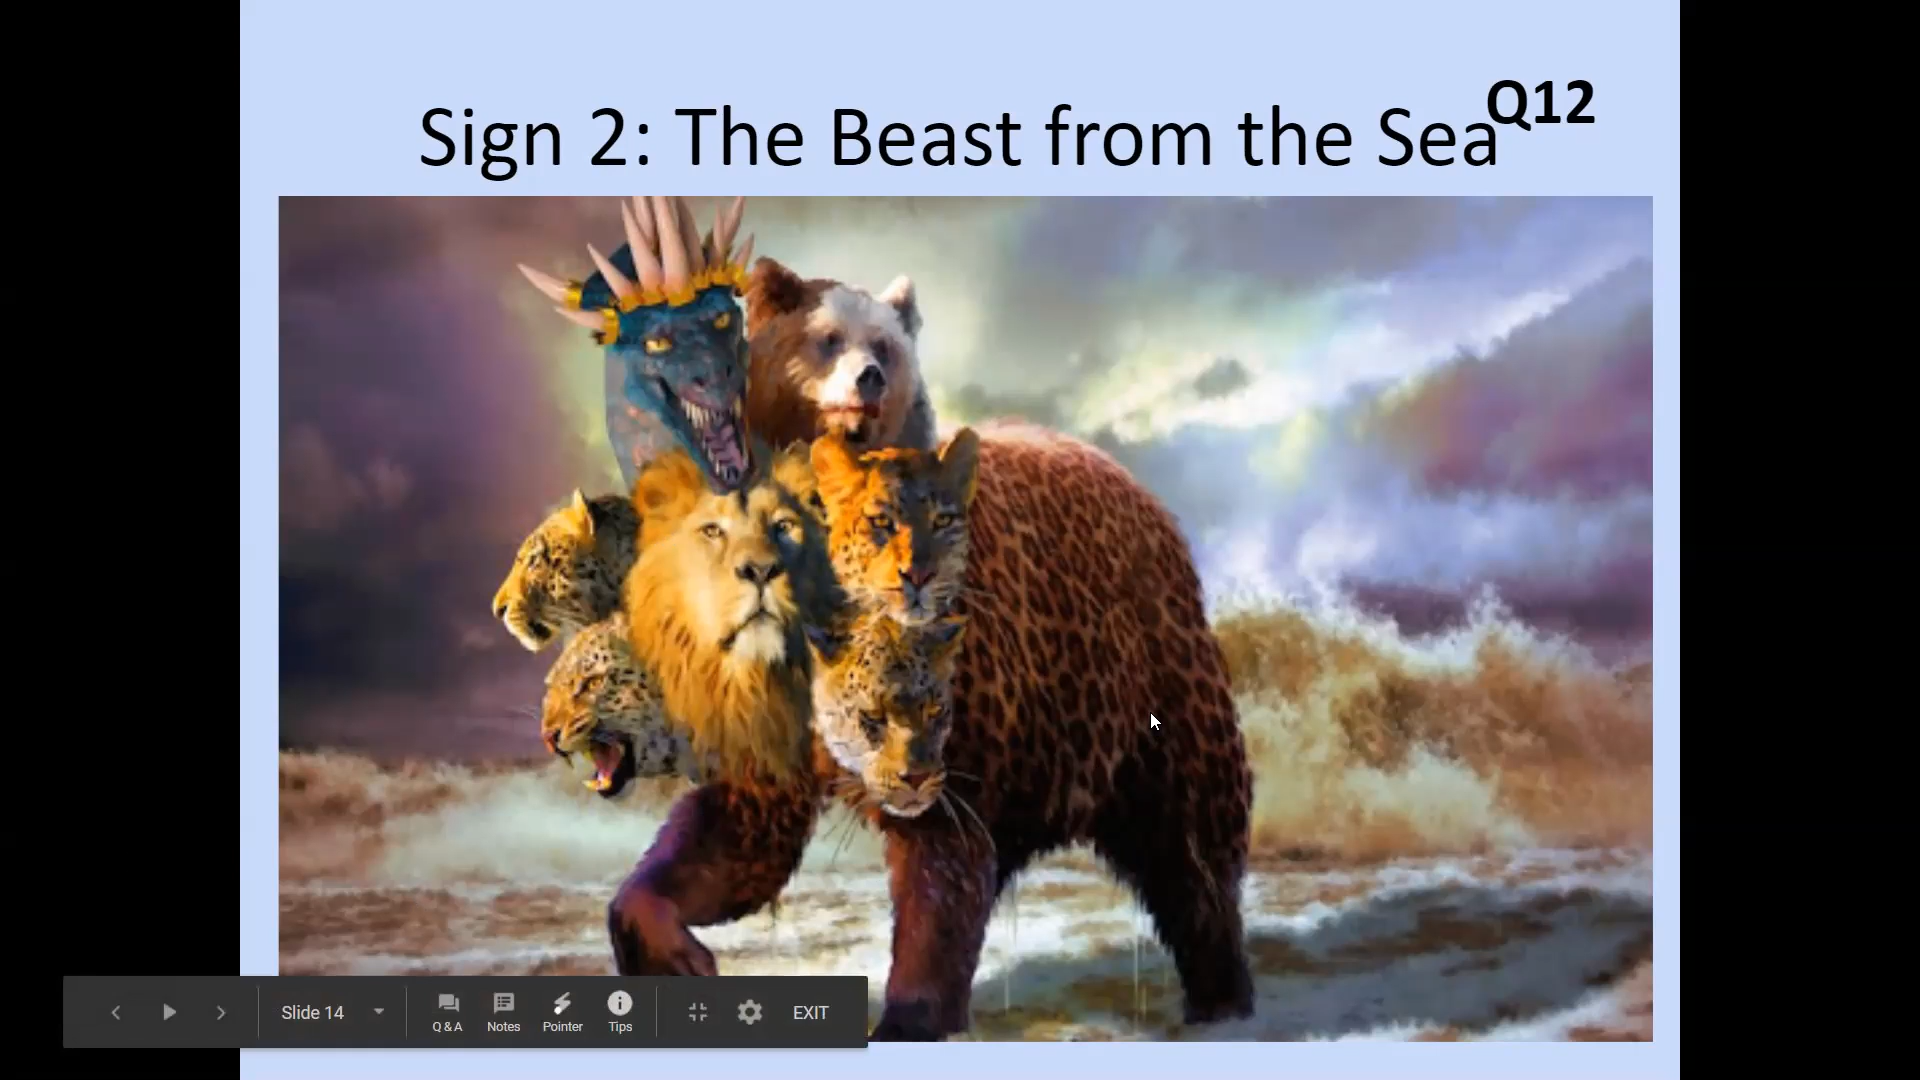 Q12
Sign 2: The Beast from the Sea
Slide 14
Q & A
Notes
Pointer
Tips
EXIT